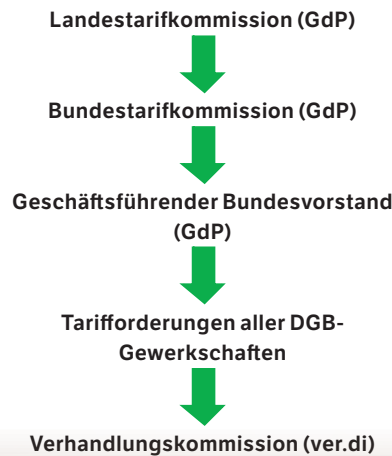 Landestarifkommission (GdP)
Bundestarifkommission (GdP)
Geschäftsführender Bundesvorstand
(GdP)
Tarifforderungen aller DGB-
Gewerkschaften
Verhandlungskommission (ver.di)